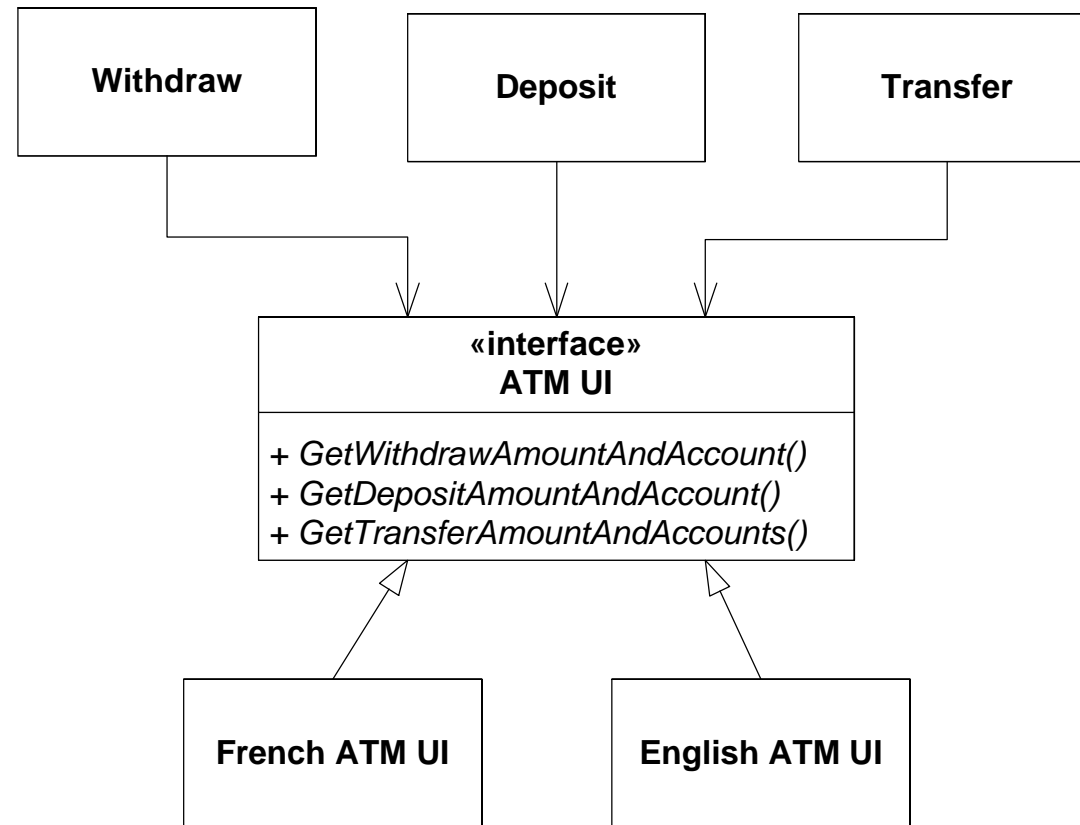 Withdraw
Deposit
Transfer
«interface»
ATM UI
+ GetWithdrawAmountAndAccount()
+ GetDepositAmountAndAccount()
+ GetTransferAmountAndAccounts()
French ATM UI
English ATM UI